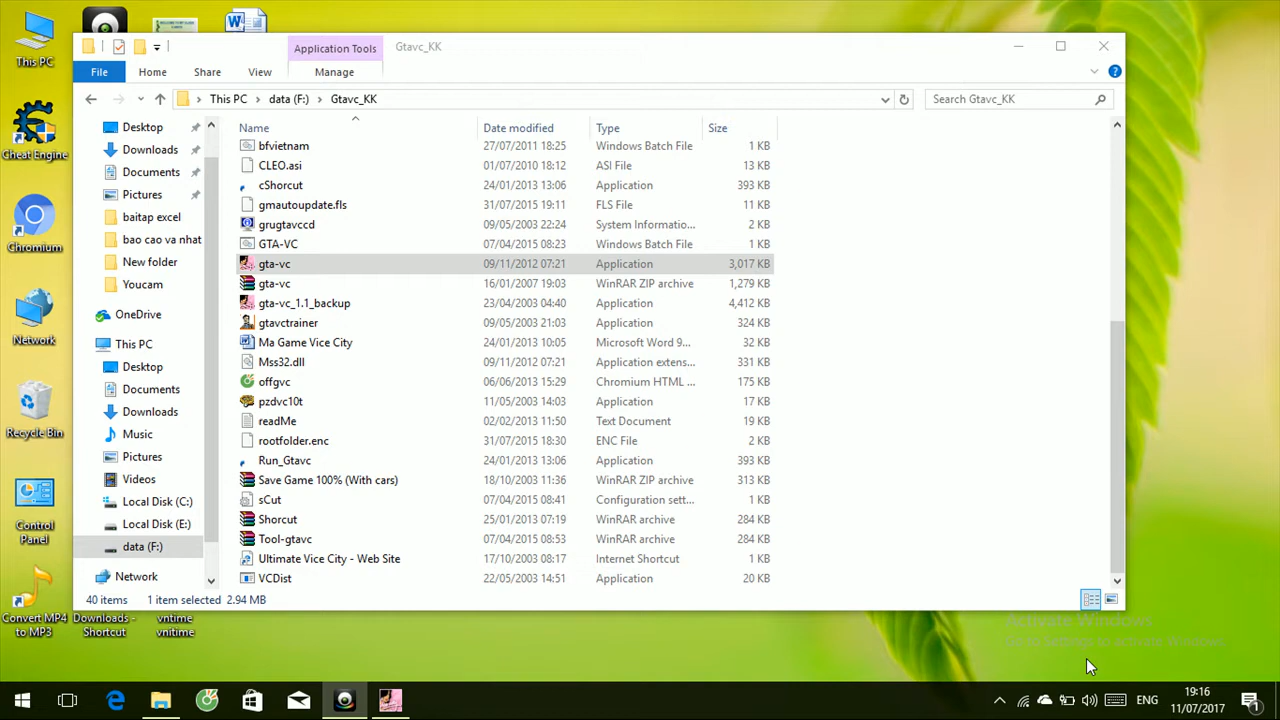 This PC
Application Tools
Gtavc_KK
File
Home
Share
View
Manage
This PC
data (F:)
Gtavc_KK
Search Gtavc_KK
Name
Date modified
Type
Size
bfvietnam 27/07/2011 18:25 Windows Batch File 1 KB
CLEO.asi 01/07/2010 18:12 ASI File 13 KB
cShorcut 24/01/2013 13:06 Application 393 KB
gmautoupdate.fls 31/07/2015 19:11 FLS File 11 KB
grugtavccd 09/05/2003 22:24 System Informatio... 2 KB
GTA-VC 07/04/2015 08:23 Windows Batch File 1 KB
gta-vc 09/11/2012 07:21 Application 3,017 KB
gta-vc 16/01/2007 19:03 WinRAR ZIP archive 1,279 KB
gta-vc_1.1_backup 23/04/2003 04:40 Application 4,412 KB
gtavctrainer 09/05/2003 21:03 Application 324 KB
Ma Game Vice City 24/01/2013 10:05 Microsoft Word 9... 32 KB
Mss32.dll 09/11/2012 07:21 Application extens... 331 KB
offgvc 06/06/2013 15:29 Chromium HTML ... 175 KB
pzdvc10t 11/05/2003 14:03 Application 17 KB
readMe 02/02/2013 11:50 Text Document 19 KB
rootfolder.enc 31/07/2015 18:30 ENC File 2 KB
Run_Gtavc 24/01/2013 13:06 Application 393 KB
Save Game 100% (With cars) 18/10/2003 11:36 WinRAR ZIP archive 313 KB
sCut 07/04/2015 08:41 Configuration sett... 1 KB
Shorcut 25/01/2013 07:19 WinRAR archive 284 KB
Tool-gtavc 07/04/2015 08:53 WinRAR archive 284 KB
Ultimate Vice City - Web Site 17/10/2003 08:17 Internet Shortcut 1 KB
VCDist 22/05/2003 14:51 Application 20 KB
Desktop
Downloads
Documents
Pictures
baitap excel
bao cao va nhat
New folder
Youcam
OneDrive
This PC
Desktop
Documents
Downloads
Music
Pictures
Videos
Local Disk (C:)
Local Disk (E:)
data (F:)
Network
40 items 1 item selected 2.94 MB
Cheat Engine
Chromium
Network
Recycle Bin
Control
Panel
Convert MP4
to MP3
Downloads -
Shortcut
vntime
vnitime
Activate Windows
Go to Settings to activate Windows.
ENG
19:16
11/07/2017
1